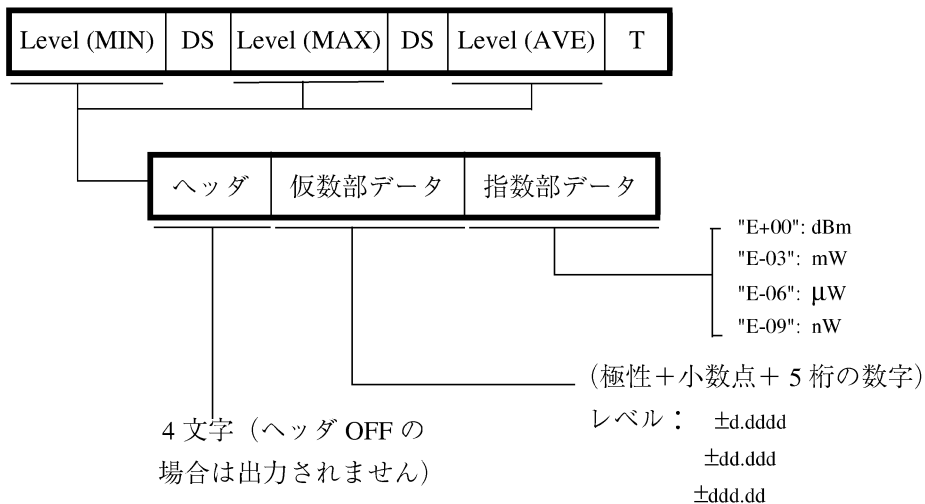 Level (MIN) DS Level (MAX) DS Level (AVE) T
ヘッダ 仮数部データ 指数部データ
"E+00": dBm
"E-03": mW
"E-06": μW
"E-09": nW
(極性+小数点+ 5 桁の数字)
レベル： ±d.dddd
±dd.ddd
±ddd.dd
4 文字（ヘッダ OFF の
場合は出力されません）